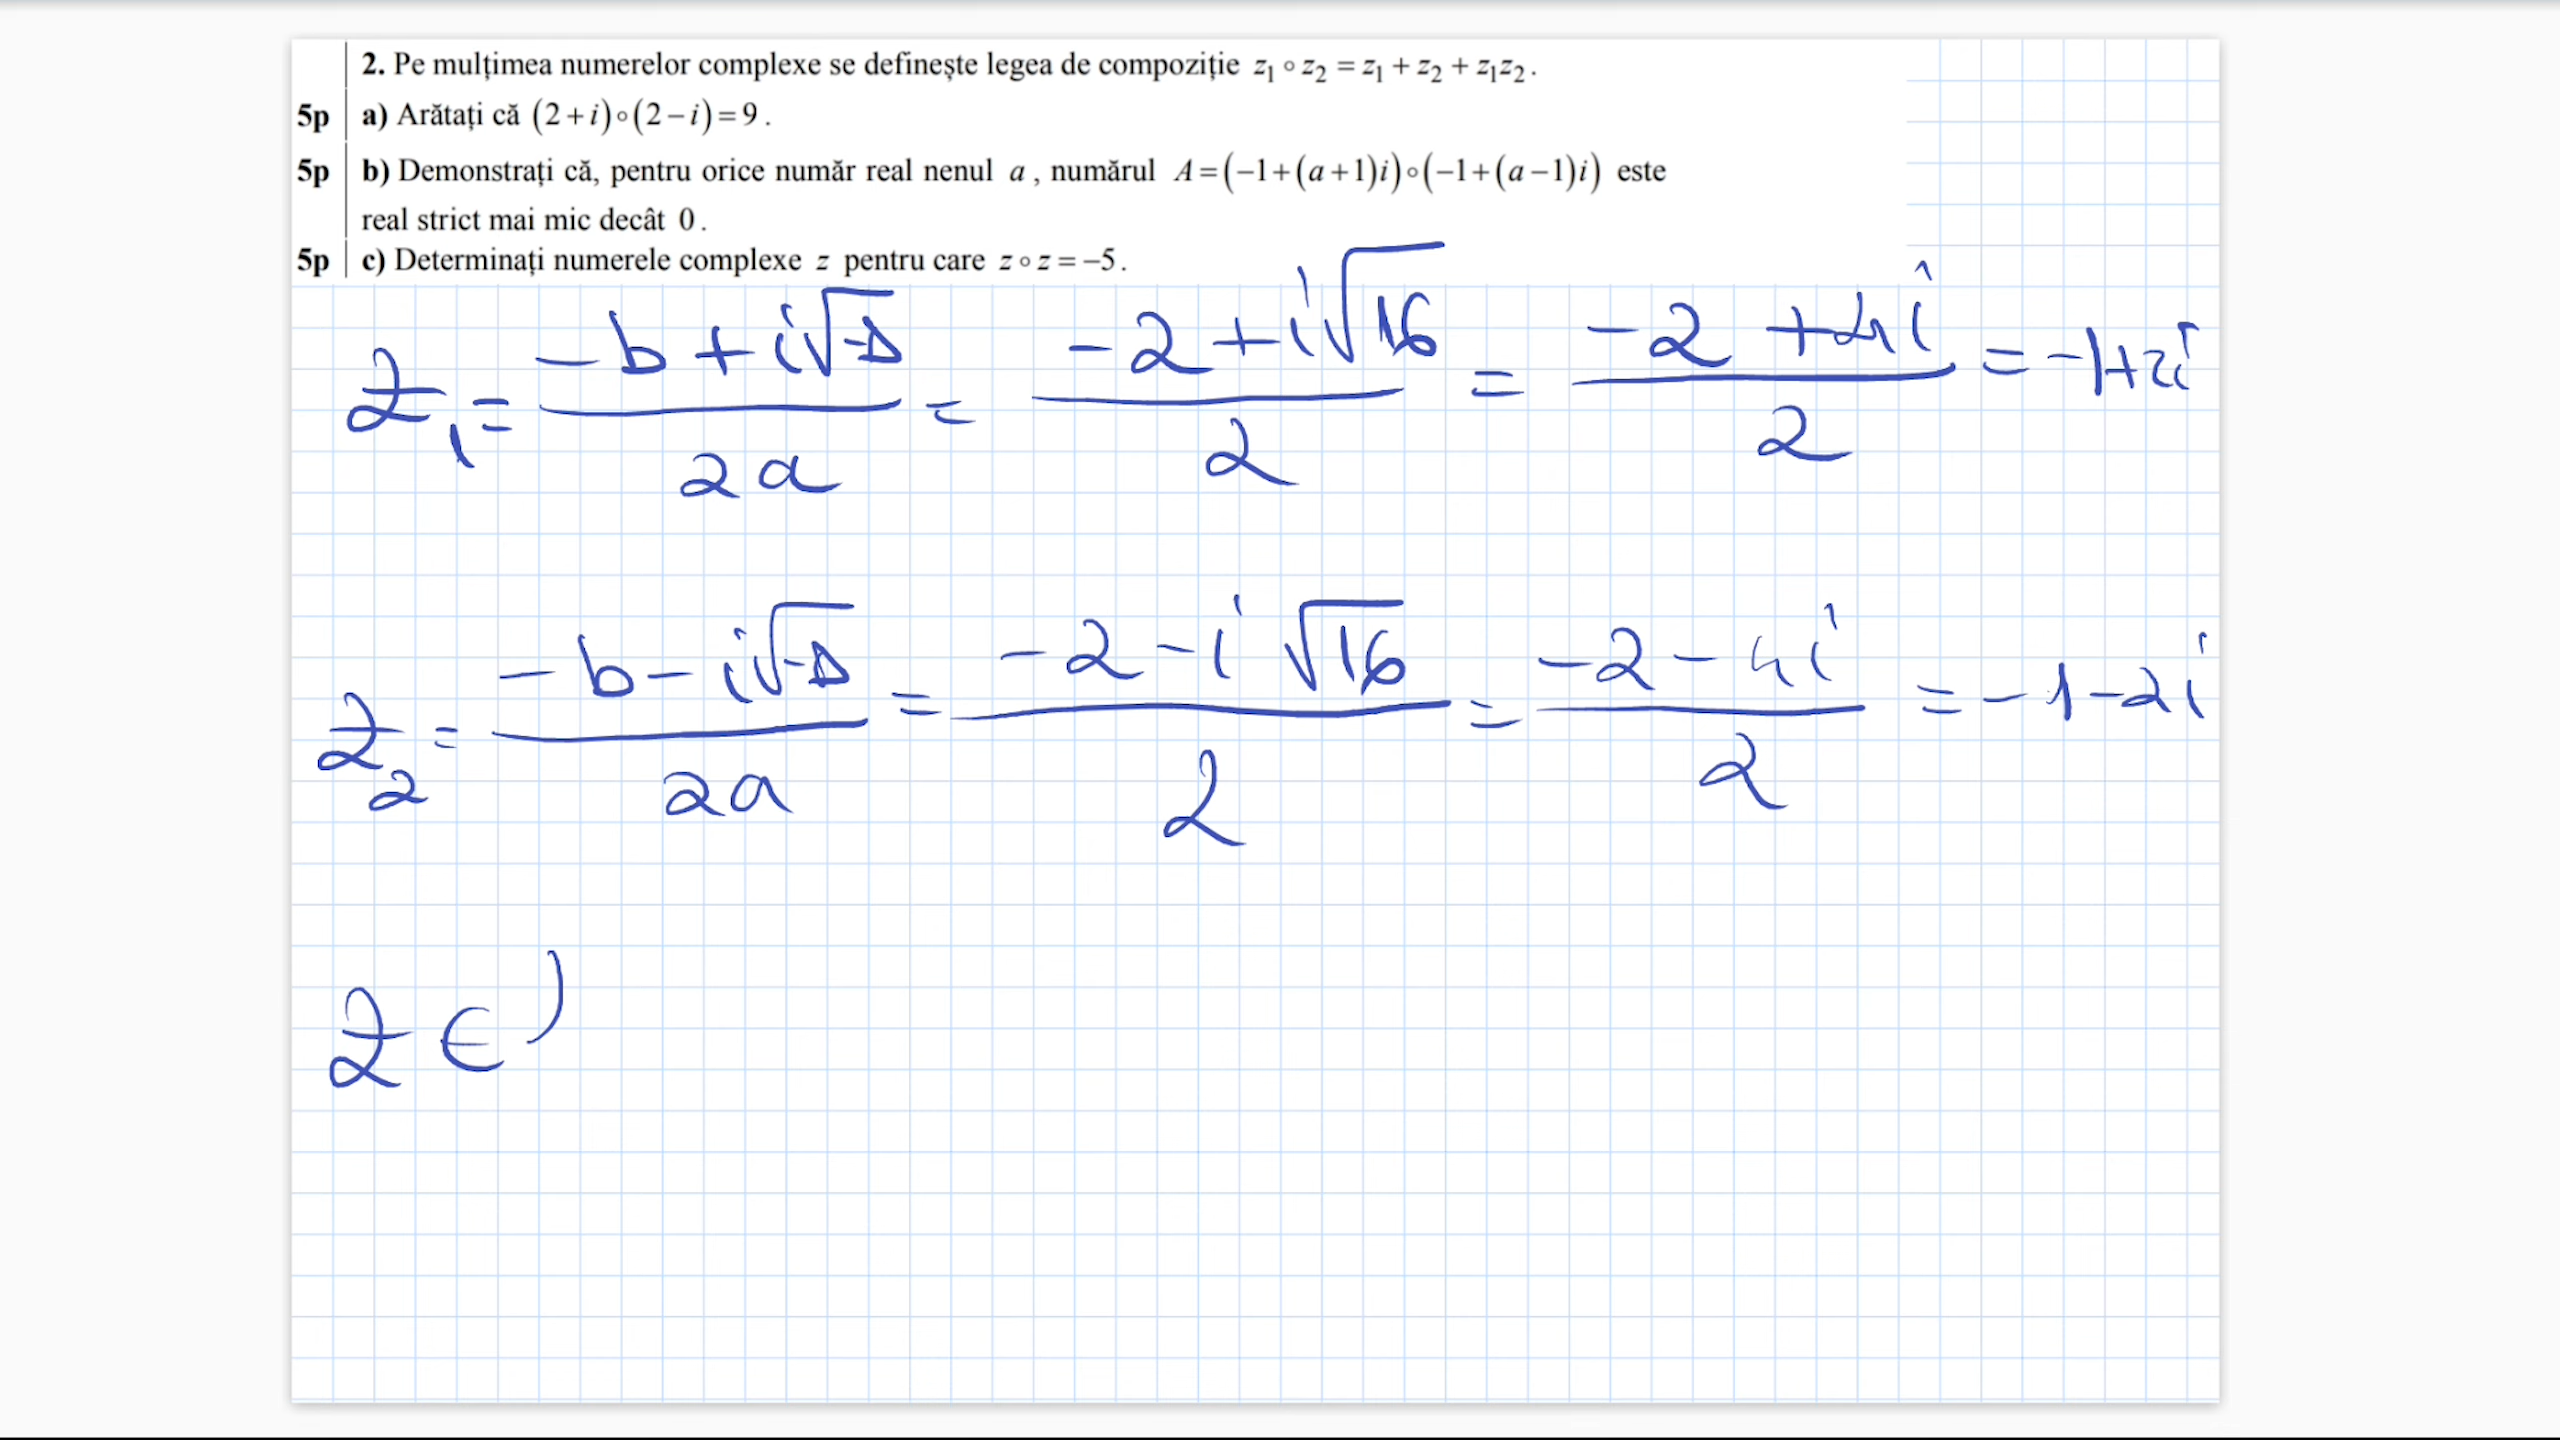 2. Pe mulțimea numerelor complexe se definește legea de compoziție z₁ ∘ z₂ = z₁ + z₂ + z₁z₂.
5p a) Arătați că (2+i)∘(2−i)=9.
5p b) Demonstrați că, pentru orice număr real nenul a, numărul A=(−1+(a+1)i)∘(−1+(a−1)i) este
real strict mai mic decât 0.
5p c) Determinați numerele complexe z pentru care z∘z=−5.
z₁ = (−b+i√−Δ)/2a = (−2+i√16)/2 = (−2+4i)/2 = −1+2i
z₂ = (−b−i√−Δ)/2a = (−2−i√16)/2 = (−2−4i)/2 = −1−2i
z ∈ )